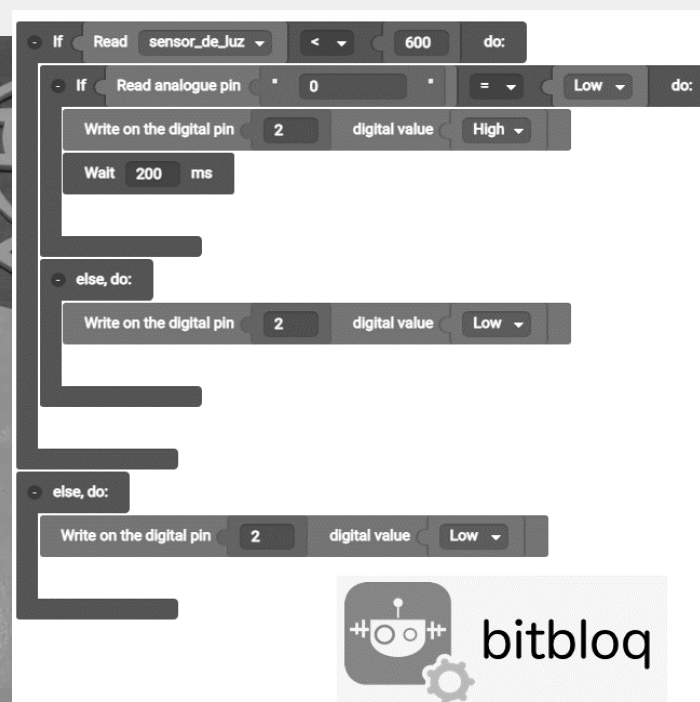 - If Read sensor_de_luz < 600 do:
- If Read analogue pin " 0 " = Low do:
Write on the digital pin 2 digital value High
Wait 200 ms
- else, do:
Write on the digital pin 2 digital value Low
- else, do:
Write on the digital pin 2 digital value Low
bitbloq